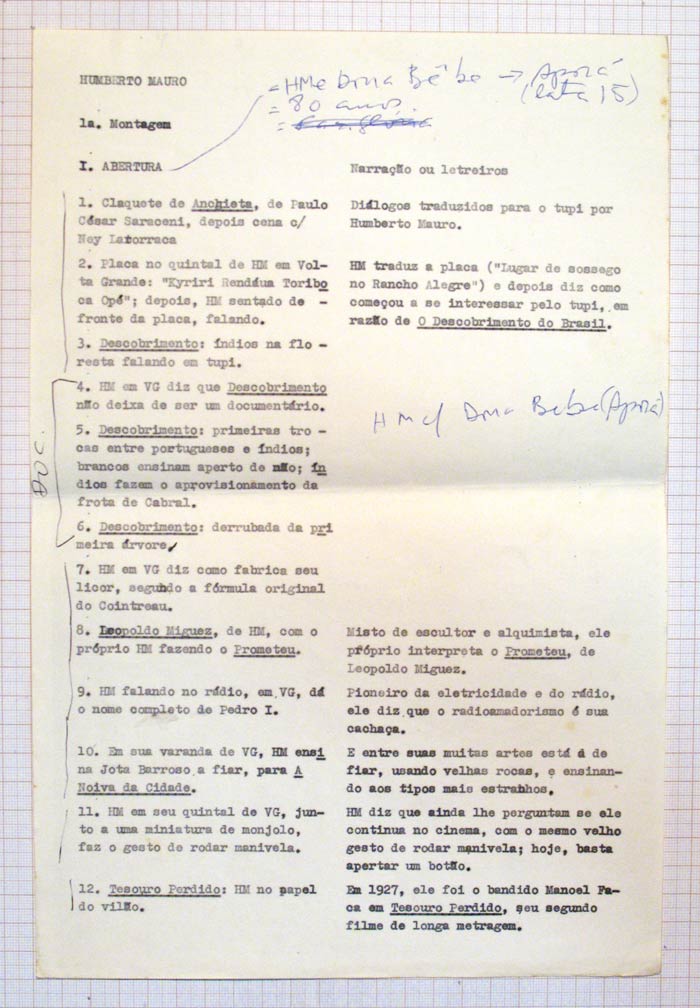 HUMBERTO MAURO
= HM e Dona Bêbe → Aporá
(lata 15)
= 80 anos.
=
1a. Montagem
I. ABERTURA
Narração ou letreiros
1. Claquete de Anchieta, de Paulo
César Saraceni, depois cena c/
Ney Latorraca
Diálogos traduzidos para o tupi por
Humberto Mauro.
2. Placa no quintal de HM em Vol-
ta Grande: "Kyriri Rendáua Toribo
ca Opé"; depois, HM sentado de -
fronte da placa, falando.
HM traduz a placa ("Lugar de sossego
no Rancho Alegre") e depois diz como
começou a se interessar pelo tupi, em
razão de O Descobrimento do Brasil.
3. Descobrimento: índios na flo -
resta falando em tupi.
DOC.
4. HM em VG diz que Descobrimento
não deixa de ser um documentário.
HM c/ Dona Bebe (Aporá)
5. Descobrimento: primeiras tro -
cas entre portugueses e índios;
brancos ensinam aperto de mão; ín
dios fazem o aprovisionamento da
frota de Cabral.
6. Descobrimento: derrubada da pri
meira árvore.
7. HM em VG diz como fabrica seu
licor, segundo a fórmula original
do Cointreau.
8. Leopoldo Miguez, de HM, com o
próprio HM fazendo o Prometeu.
Misto de escultor e alquimista, ele
próprio interpreta o Prometeu, de
Leopoldo Miguez.
9. HM falando no rádio, em VG, dá
o nome completo de Pedro I.
Pioneiro da eletricidade e do rádio,
ele diz que o radioamadorismo é sua
cachaça.
10. Em sua varanda de VG, HM ensi
na Jota Barroso a fiar, para A
Noiva da Cidade.
E entre suas muitas artes está a de
fiar, usando velhas rocas, e ensinan-
do aos tipos mais estranhos.
11. HM em seu quintal de VG, jun-
to a uma miniatura de monjolo,
faz o gesto de rodar manivela.
HM diz que ainda lhe perguntam se ele
continua no cinema, com o mesmo velho
gesto de rodar manivela; hoje, basta
apertar um botão.
12. Tesouro Perdido: HM no papel
do vilão.
Em 1927, ele foi o bandido Manoel Fa-
ca em Tesouro Perdido, seu segundo
filme de longa metragem.